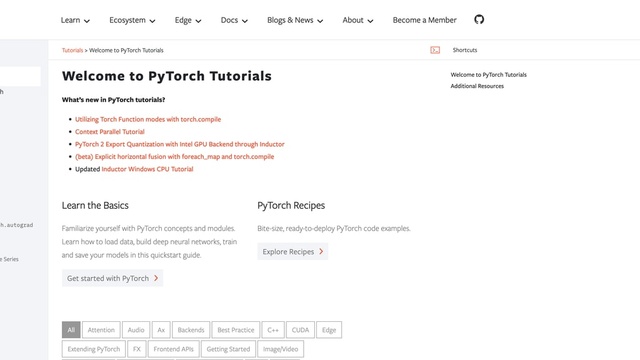 Learn Ecosystem Edge Docs Blogs & News About Become a Member
Tutorials > Welcome to PyTorch Tutorials
Shortcuts
Welcome to PyTorch Tutorials
Welcome to PyTorch Tutorials
Additional Resources
What's new in PyTorch tutorials?
Utilizing Torch Function modes with torch.compile
Context Parallel Tutorial
PyTorch 2 Export Quantization with Intel GPU Backend through Inductor
(beta) Explicit horizontal fusion with foreach_map and torch.compile
Updated Inductor Windows CPU Tutorial
h.autograd
e Series
Learn the Basics
Familiarize yourself with PyTorch concepts and modules.
Learn how to load data, build deep neural networks, train
and save your models in this quickstart guide.
Get started with PyTorch
PyTorch Recipes
Bite-size, ready-to-deploy PyTorch code examples.
Explore Recipes
All Attention Audio Ax Backends Best Practice C++ CUDA Edge
Extending PyTorch FX Frontend APIs Getting Started Image/Video